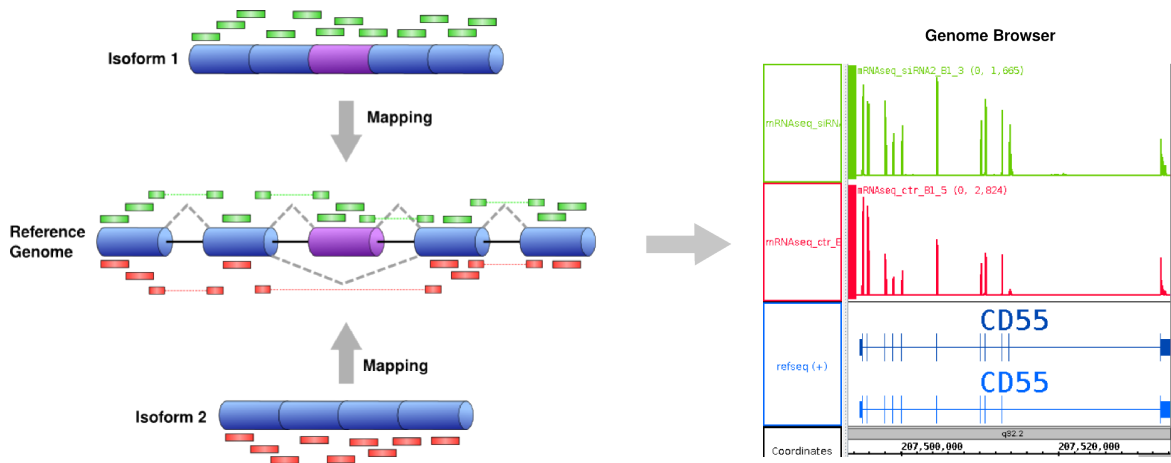 Isoform 1
Mapping
Reference
Genome
Mapping
Isoform 2
Genome Browser
mRNAseq_siRNA2_B1_3 (0, 1,665)
mRNAseq_siRNA
mRNAseq_ctr_B1_5 (0, 2,824)
mRNAseq_ctr_B
CD55
refseq (+)
CD55
q32.2
Coordinates
207,500,000
207,520,000